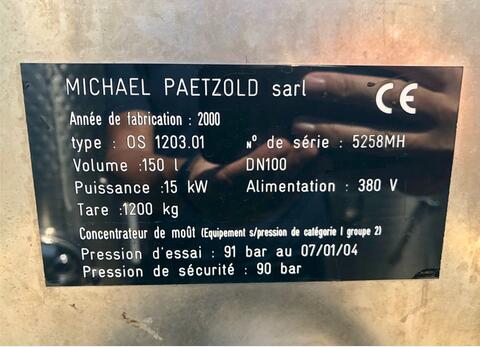 MICHAEL PAETZOLD sarl
CE
Année de fabrication : 2000
type : OS 1203.01 N° de série : 5258MH
Volume :150 l DN100
Puissance :15 kW Alimentation : 380 V
Tare :1200 kg
Concentrateur de moût (Equipement s/pression de catégorie I groupe 2)
Pression d'essai : 91 bar au 07/01/04
Pression de sécurité : 90 bar